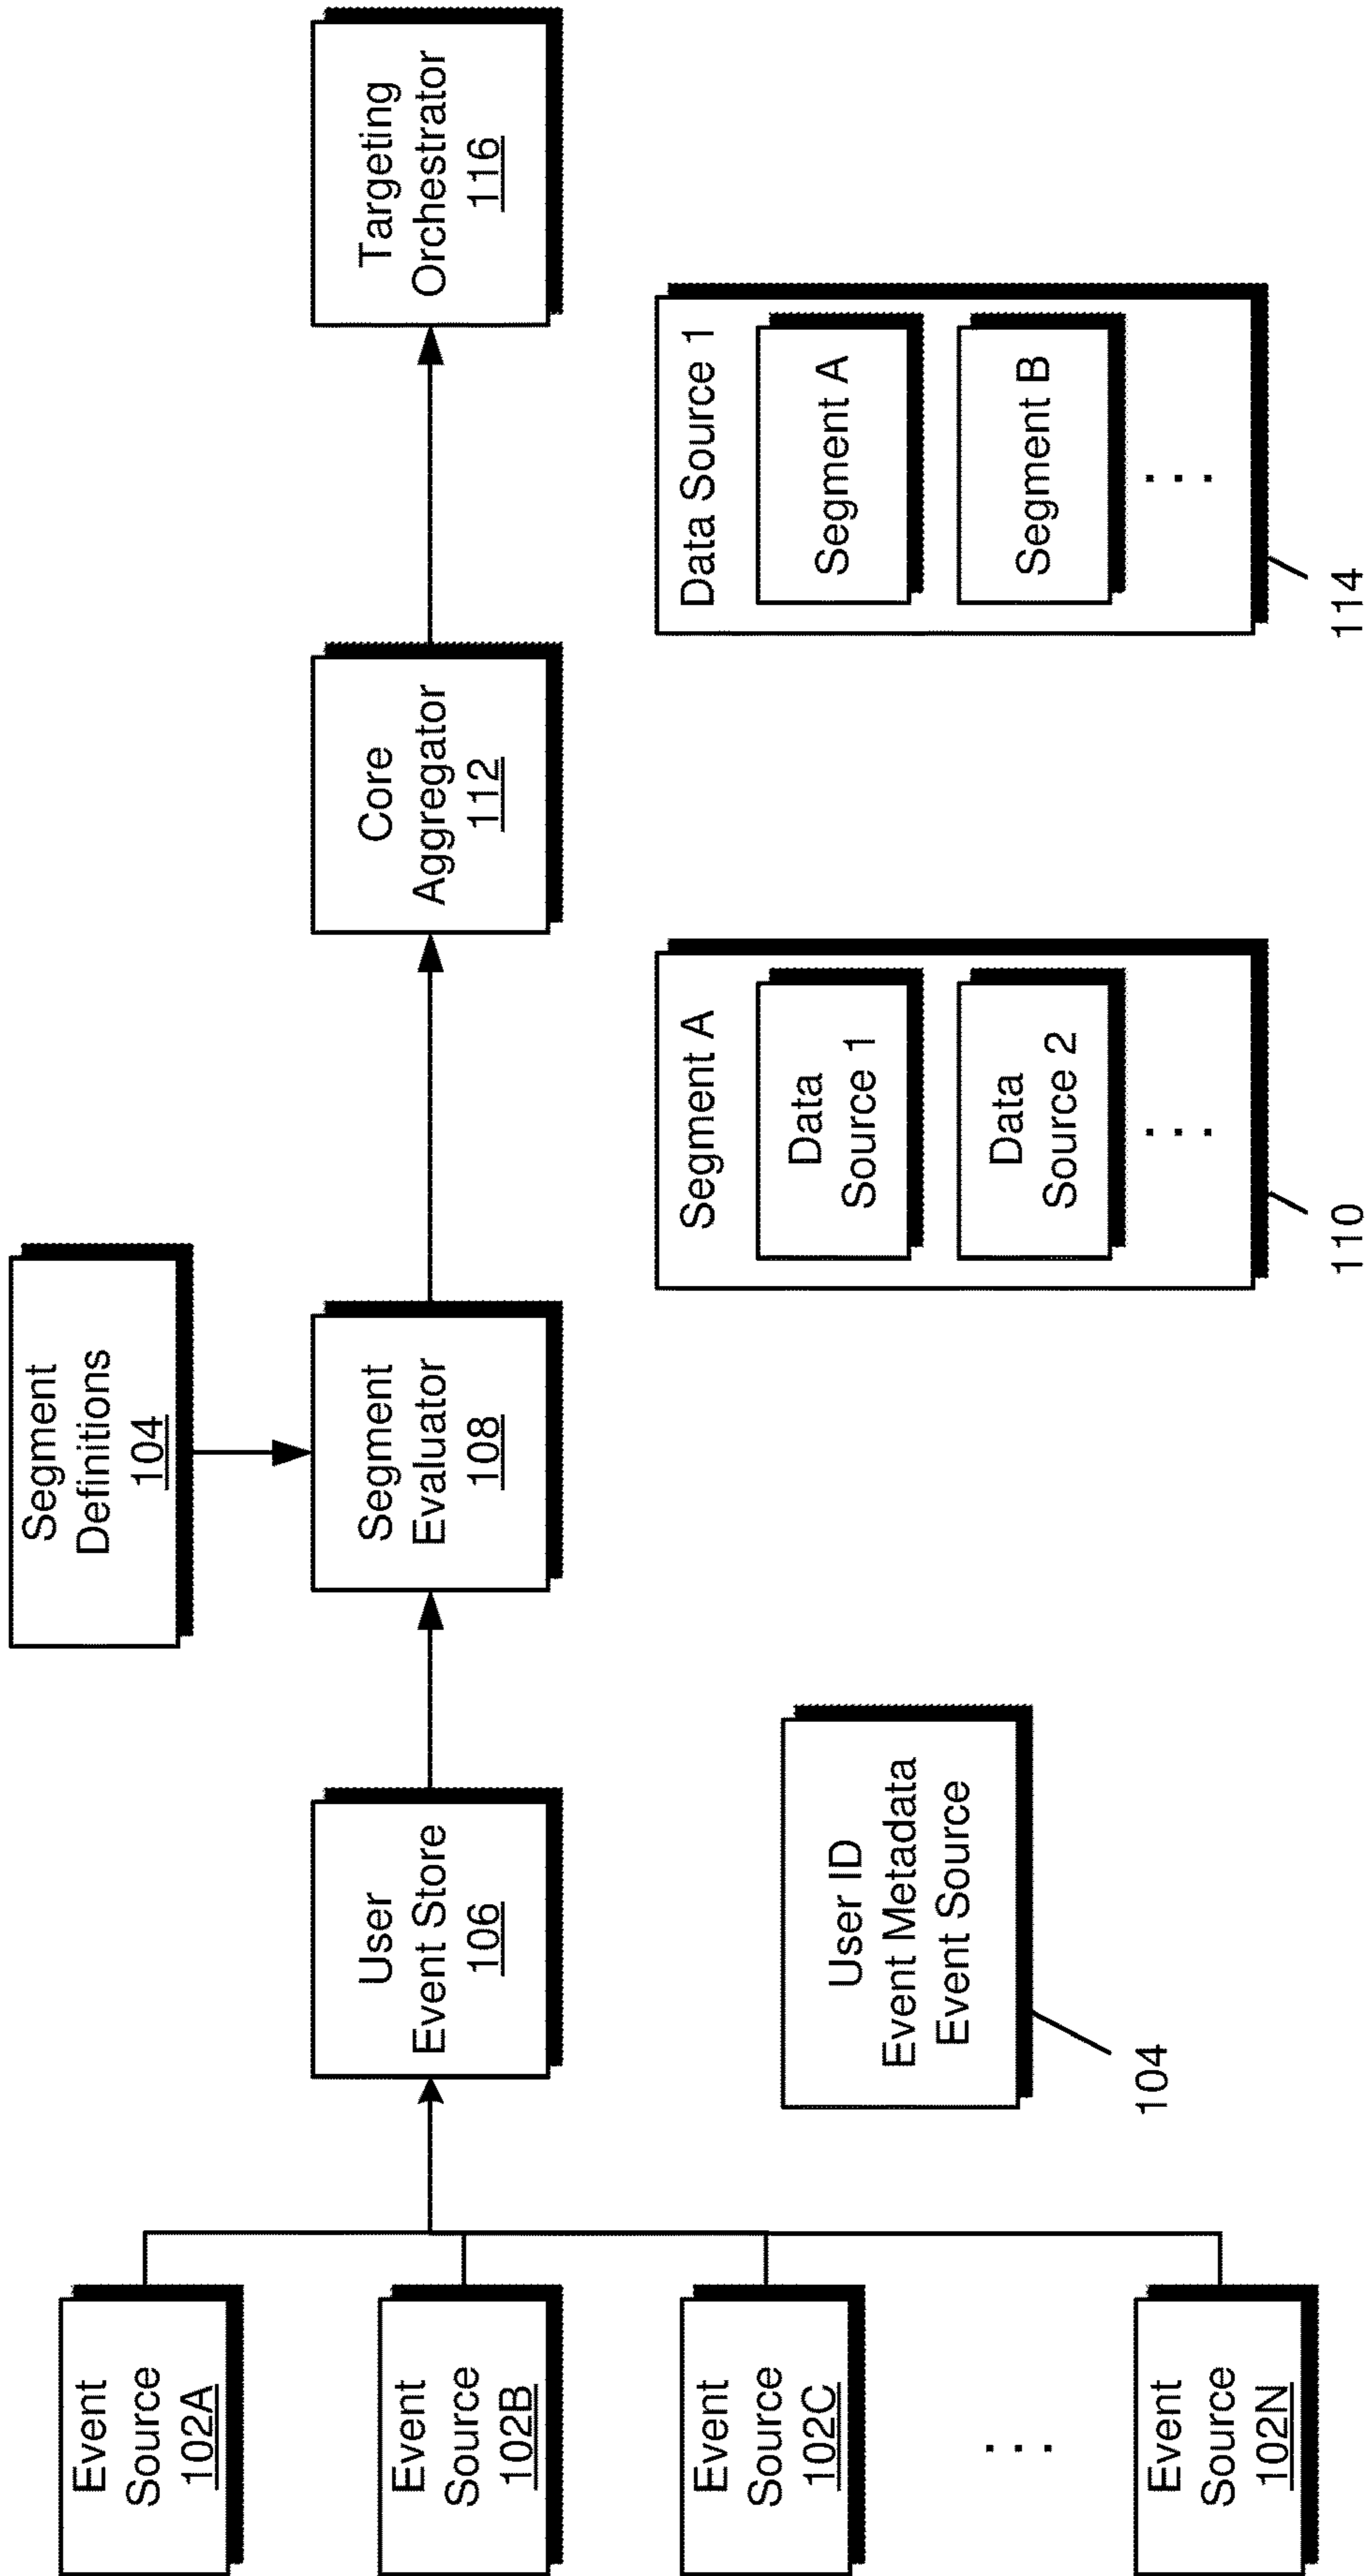 Event
Source
102A
Event
Source
102B
Event
Source
102C
. . .
Event
Source
102N
User
Event Store
106
User ID
Event Metadata
Event Source
104
Segment
Definitions
104
Segment
Evaluator
108
Segment A
Data
Source 1
Data
Source 2
. . .
110
Core
Aggregator
112
Data Source 1
Segment A
Segment B
. . .
114
Targeting
Orchestrator
116